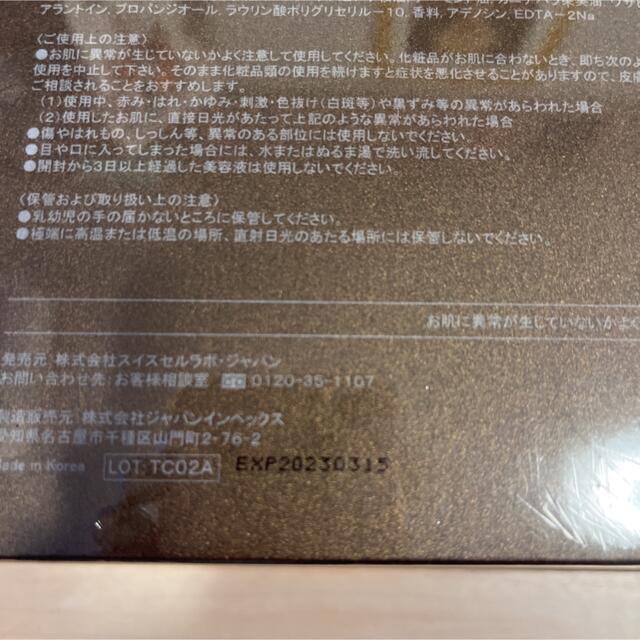 アラントイン, プロパンジオール, ラウリン酸ポリグリセリル－10, 香料, アデノシン, EDTA－2Na
〈ご使用上の注意〉
●お肌に異常が生じていないかよく注意して使用してください。化粧品がお肌に合わないとき、即ち次のよ
使用を中止して下さい。そのまま化粧品類の使用を続けますと症状を悪化させることがありますので、皮
ご相談されることをおすすめします。
(1)使用中、赤み・はれ・かゆみ・刺激・色抜け(白斑等)や黒ずみ等の異常があらわれた場合
(2)使用したお肌に、直接日光があたって上記のような異常があらわれた場合
●傷やはれもの、しっしん等、異常のある部位には使用しないでください。
●目や口に入ってしまった場合には、水またはぬるま湯で洗い流してください。
●開封から3日以上経過した美容液は使用しないでください。
〈保管および取り扱い上の注意〉
●乳幼児の手の届かないところに保管してください。
●極端に高温または低温の場所、直射日光のあたる場所には保管しないでください。
お肌に異常が生じていないかよ
発売元：株式会社スイスセルラボ・ジャパン
お問い合わせ先：お客様相談室 0120-35-1107
製造販売元：株式会社ジャパンインペックス
愛知県名古屋市千種区山門町2-76-2
Made in Korea LOT:TC02A EXP20230315